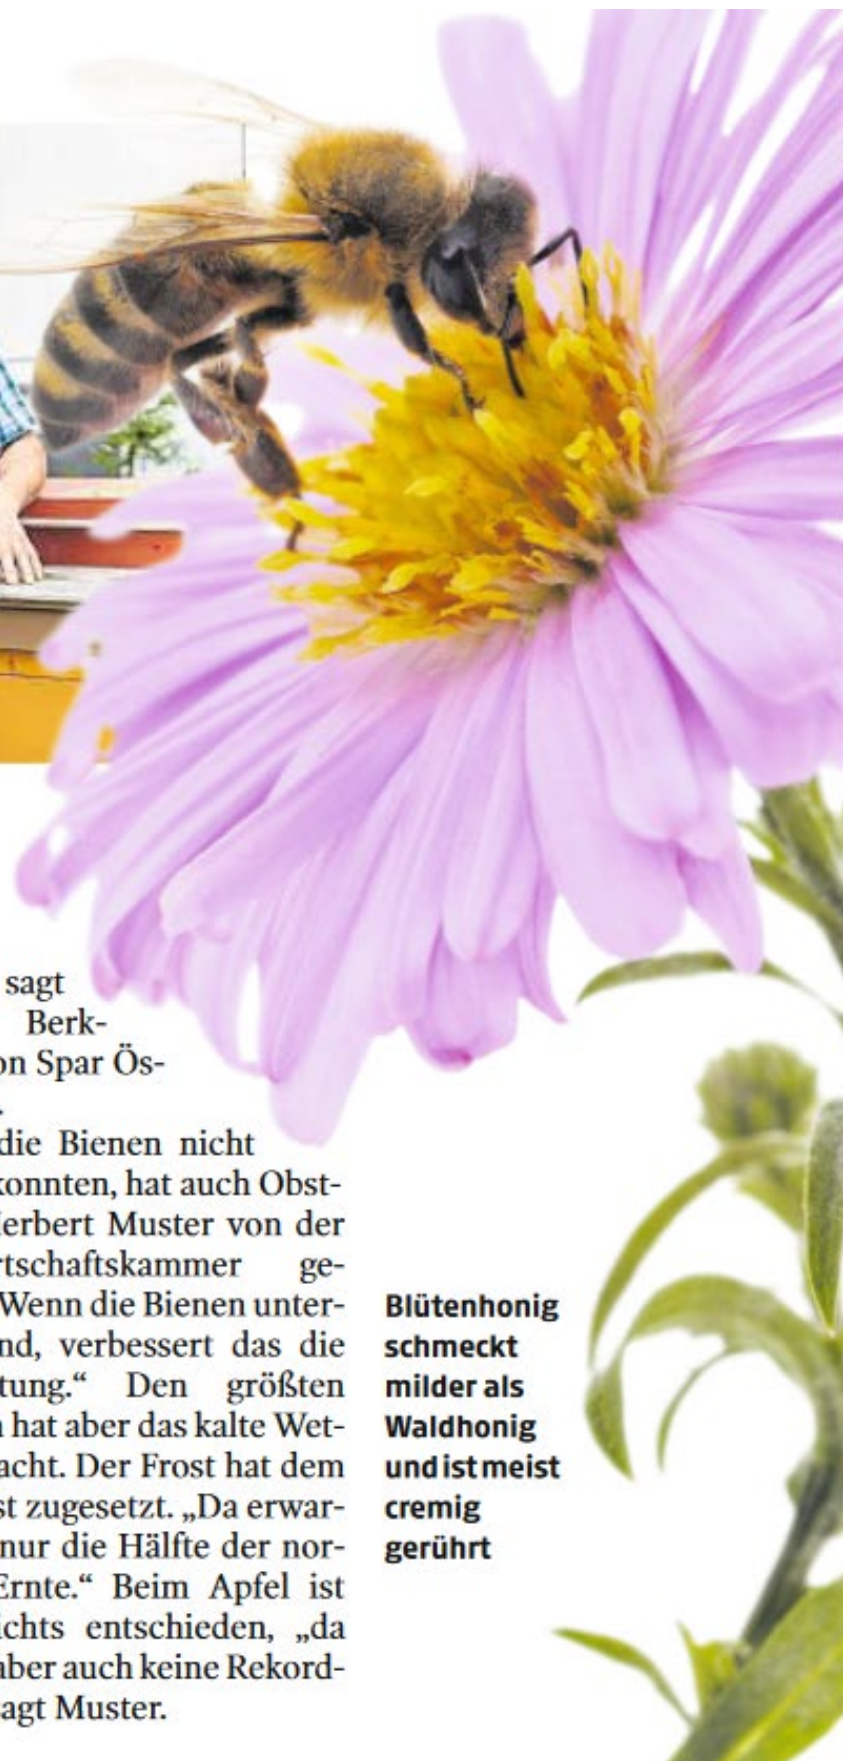 sagt
Berk-
on Spar Ös-
.
die Bienen nicht
konnten, hat auch Obst-
Herbert Muster von der
rtschaftskammer ge-
Wenn die Bienen unter-
nd, verbessert das die
tung.“ Den größten
n hat aber das kalte Wet-
acht. Der Frost hat dem
st zugesetzt. „Da erwar-
nur die Hälfte der nor-
Ernte.“ Beim Apfel ist
ichts entschieden, „da
aber auch keine Rekord-
sagt Muster.
Blütenhonig
schmeckt
milder als
Waldhonig
und ist meist
cremig
gerührt